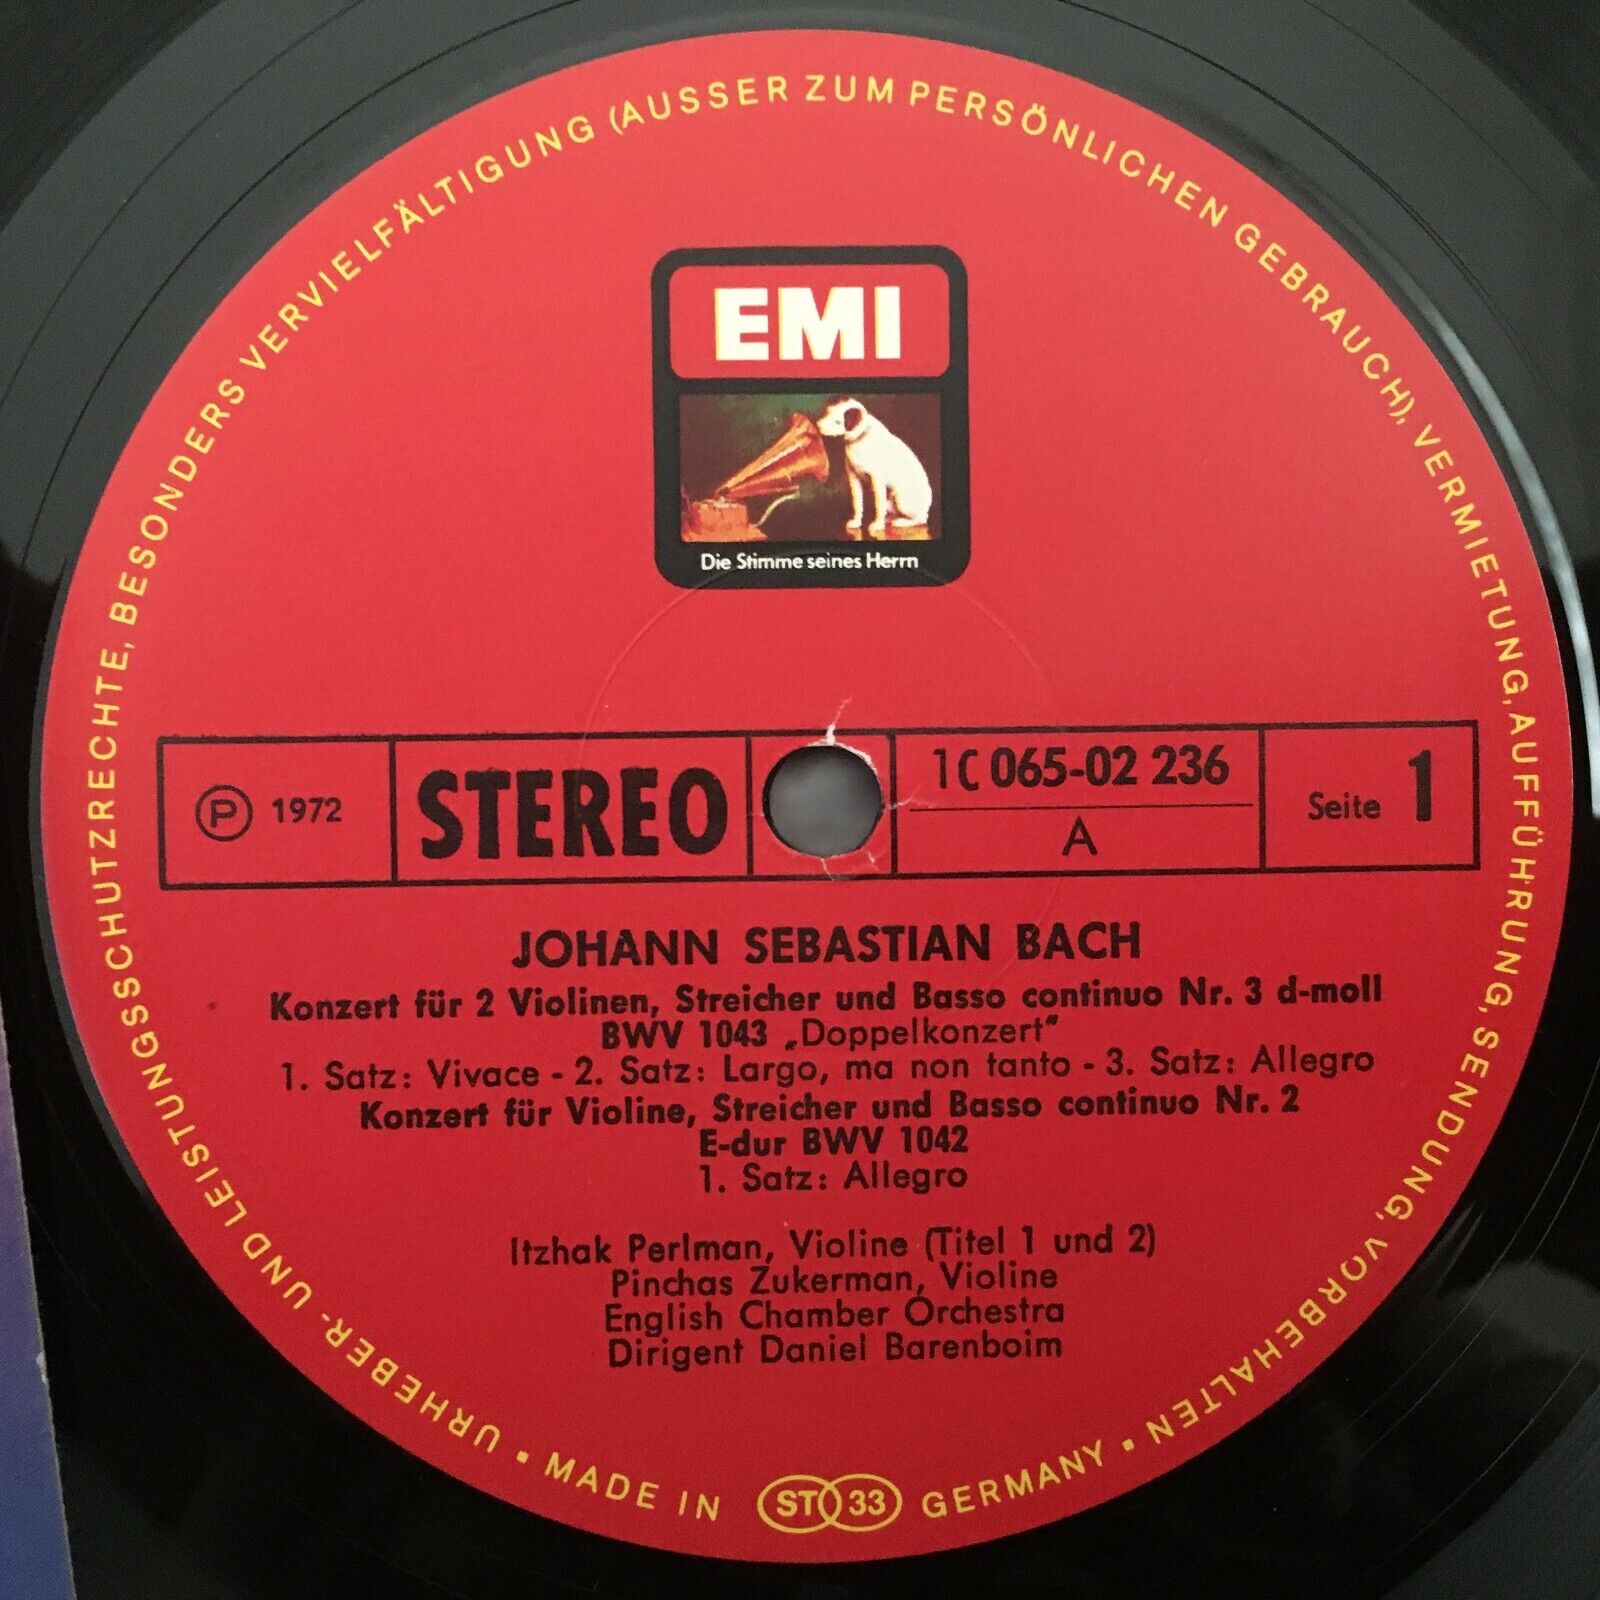 URHEBER- UND LEISTUNGSSCHUTZRECHTE, BESONDERS VERVIELFÄLTIGUNG (AUSSER ZUM PERSÖNLICHEN GEBRAUCH), VERMIETUNG, AUFFÜHRUNG, SENDUNG, VORBEHALTEN •
EMI
Die Stimme seines Herrn
Ⓟ 1972
STEREO
1C 065-02 236
A
Seite 1
JOHANN SEBASTIAN BACH
Konzert für 2 Violinen, Streicher und Basso continuo Nr. 3 d-moll
BWV 1043 „Doppelkonzert"
1. Satz: Vivace - 2. Satz: Largo, ma non tanto - 3. Satz: Allegro
Konzert für Violine, Streicher und Basso continuo Nr. 2
E-dur BWV 1042
1. Satz: Allegro
Itzhak Perlman, Violine (Titel 1 und 2)
Pinchas Zukerman, Violine
English Chamber Orchestra
Dirigent Daniel Barenboim
• MADE IN ST 33 GERMANY